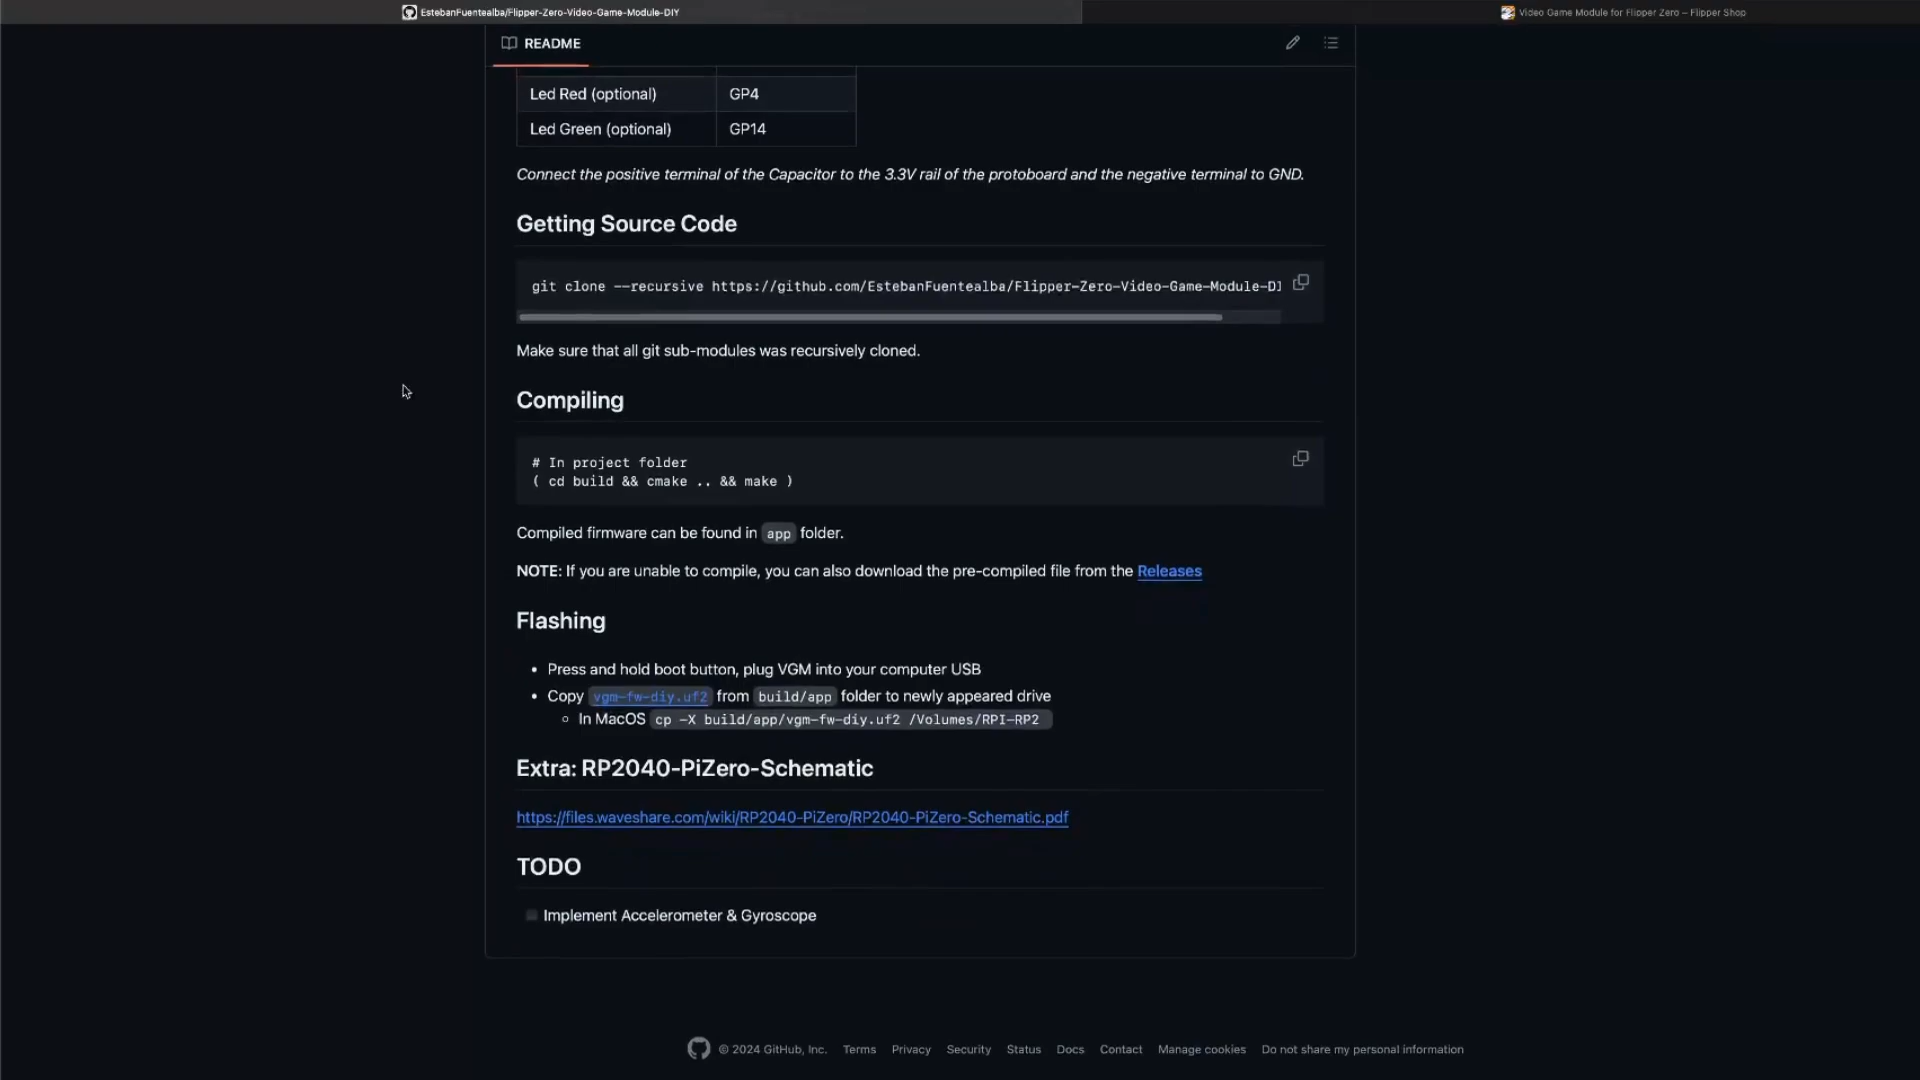 EstebanFuentealba/Flipper-Zero-Video-Game-Module-DIY
Video Game Module for Flipper Zero – Flipper Shop
README
Led Red (optional) GP4
Led Green (optional) GP14
Connect the positive terminal of the Capacitor to the 3.3V rail of the protoboard and the negative terminal to GND.
Getting Source Code
git clone --recursive https://github.com/EstebanFuentealba/Flipper-Zero-Video-Game-Module-DI
Make sure that all git sub-modules was recursively cloned.
Compiling
# In project folder
( cd build && cmake .. && make )
Compiled firmware can be found in app folder.
NOTE: If you are unable to compile, you can also download the pre-compiled file from the Releases
Flashing
• Press and hold boot button, plug VGM into your computer USB
• Copy vgm-fw-diy.uf2 from build/app folder to newly appeared drive
○ In MacOS cp -X build/app/vgm-fw-diy.uf2 /Volumes/RPI-RP2
Extra: RP2040-PiZero-Schematic
https://files.waveshare.com/wiki/RP2040-PiZero/RP2040-PiZero-Schematic.pdf
TODO
Implement Accelerometer & Gyroscope
© 2024 GitHub, Inc. Terms Privacy Security Status Docs Contact Manage cookies Do not share my personal information